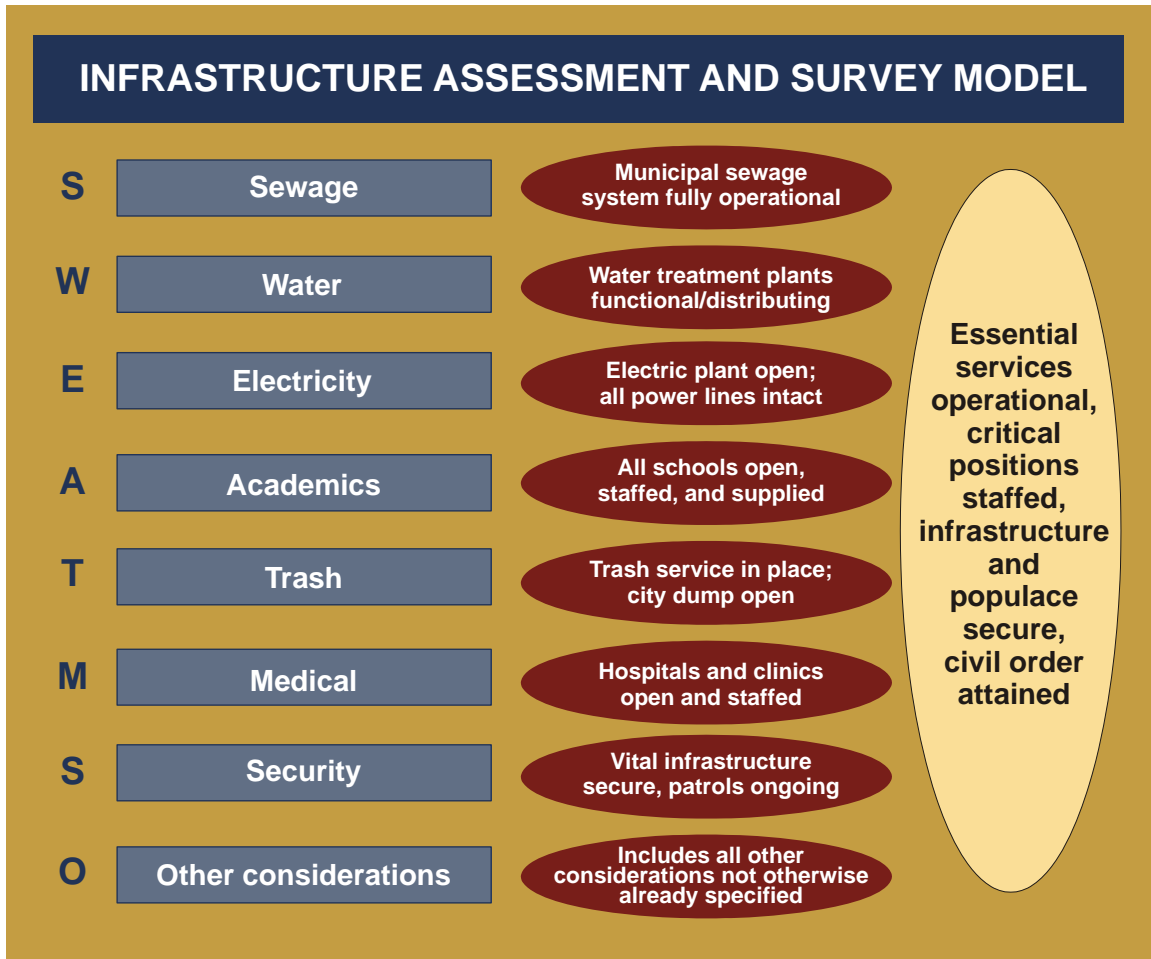 INFRASTRUCTURE ASSESSMENT AND SURVEY MODEL
S
Sewage
Municipal sewage
system fully operational
W
Water
Water treatment plants
functional/distributing
E
Electricity
Electric plant open;
all power lines intact
A
Academics
All schools open,
staffed, and supplied
T
Trash
Trash service in place;
city dump open
M
Medical
Hospitals and clinics
open and staffed
S
Security
Vital infrastructure
secure, patrols ongoing
O
Other considerations
Includes all other
considerations not otherwise
already specified
Essential
services
operational,
critical
positions
staffed,
infrastructure
and
populace
secure,
civil order
attained